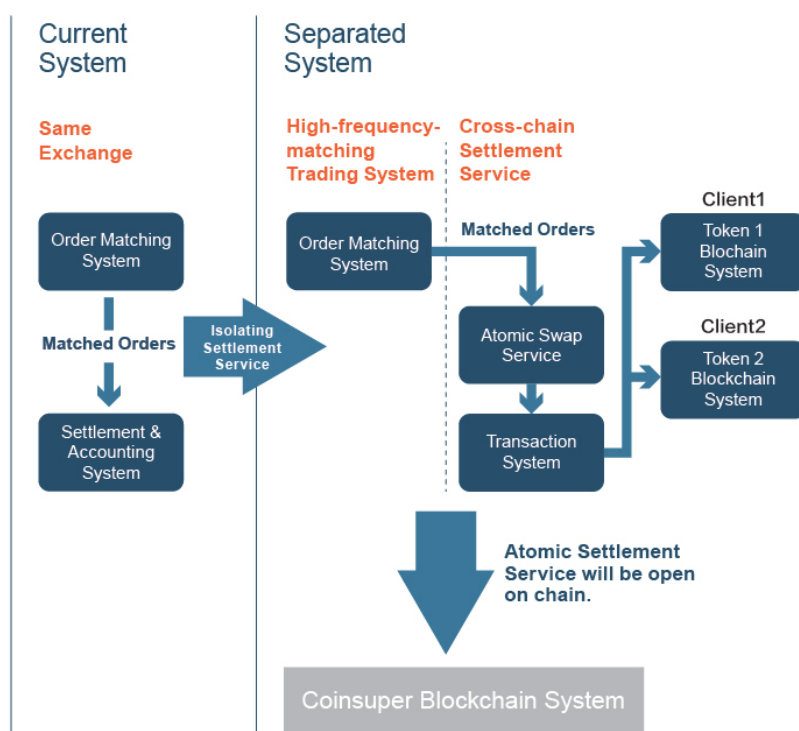 Current
System
Same
Exchange
Order Matching
System
Matched Orders
Settlement &
Accounting
System
Isolating
Settlement
Service
Separated
System
High-frequency-
matching
Trading System
Cross-chain
Settlement
Service
Order Matching
System
Matched Orders
Atomic Swap
Service
Transaction
System
Client1
Token 1
Blochain
System
Client2
Token 2
Blockchain
System
Atomic Settlement
Service will be open
on chain.
Coinsuper Blockchain System